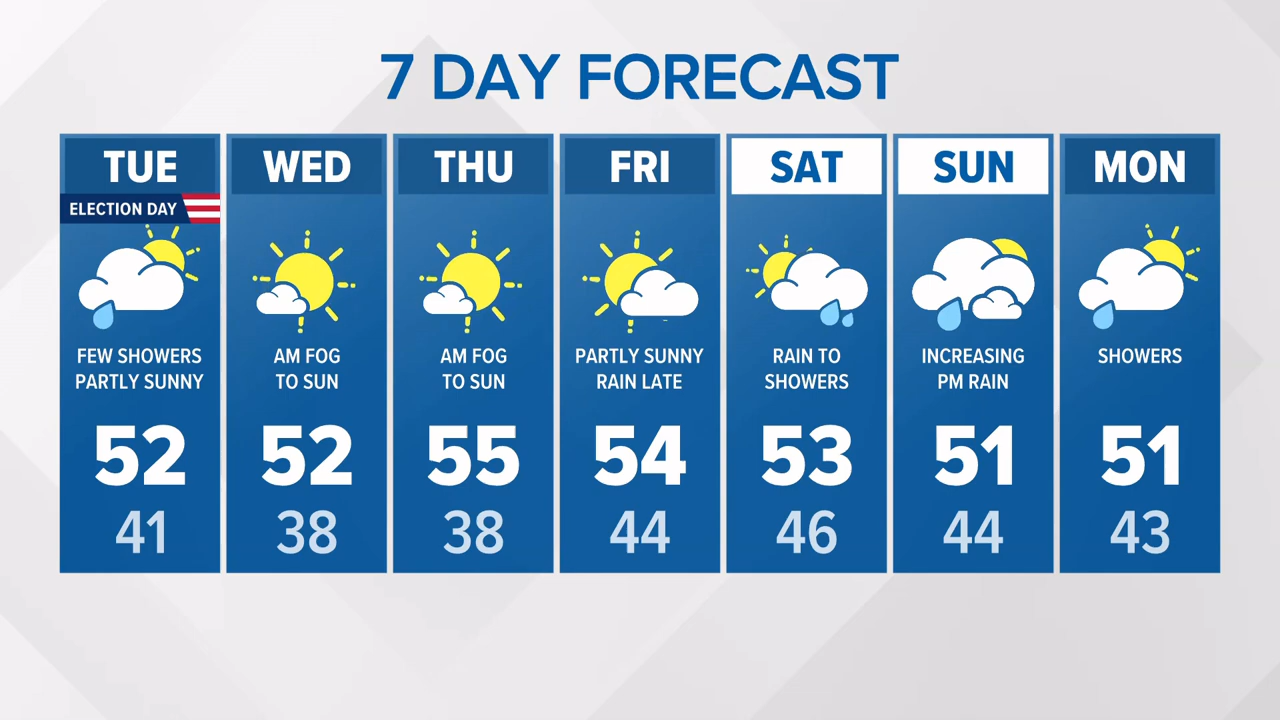 7 DAY FORECAST
TUE
ELECTION DAY
FEW SHOWERS
PARTLY SUNNY
52
41
WED
AM FOG
TO SUN
52
38
THU
AM FOG
TO SUN
55
38
FRI
PARTLY SUNNY
RAIN LATE
54
44
SAT
RAIN TO
SHOWERS
53
46
SUN
INCREASING
PM RAIN
51
44
MON
SHOWERS
51
43